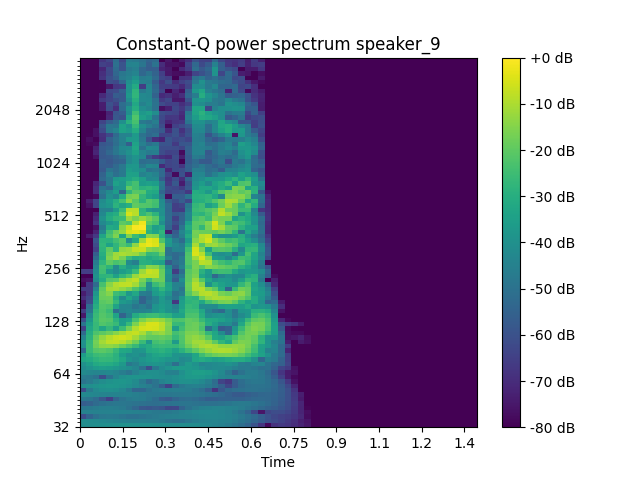 Constant-Q power spectrum speaker_9
+0 dB
2048
-10 dB
1024
-20 dB
512
-30 dB
Hz
-40 dB
256
-50 dB
128
-60 dB
64
-70 dB
32
-80 dB
0 0.15 0.3 0.45 0.6 0.75 0.9 1.1 1.2 1.4
Time